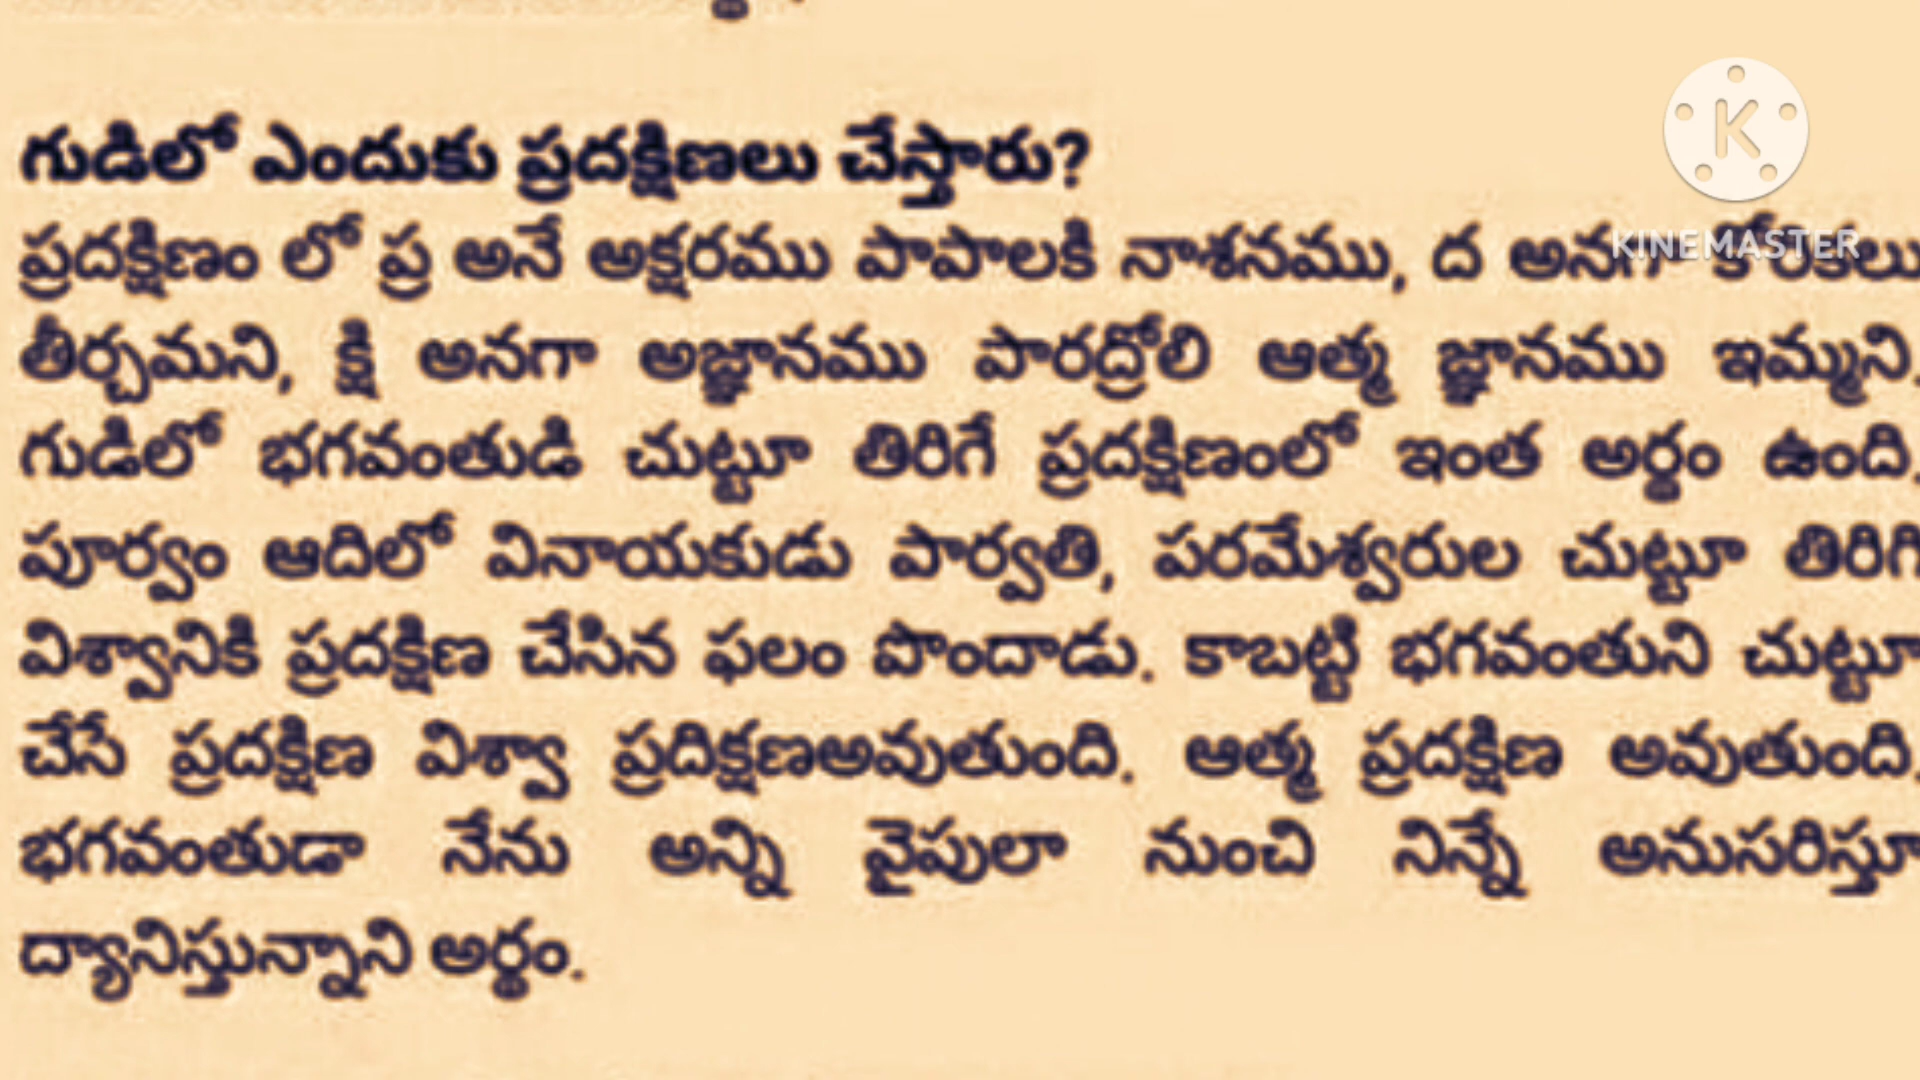 గుడిలో ఎందుకు ప్రదక్షిణలు చేస్తారు?
ప్రదక్షిణం లో ప్ర అనే అక్షరము పాపాలకి నాశనము, ద అనగా కోరికలు
KINEMASTER
తీర్చమని, క్షి అనగా అజ్ఞానము పారద్రోలి ఆత్మ జ్ఞానము ఇమ్మని.
గుడిలో భగవంతుడి చుట్టూ తిరిగే ప్రదక్షిణంలో ఇంత అర్థం ఉంది.
పూర్వం ఆదిలో వినాయకుడు పార్వతి, పరమేశ్వరుల చుట్టూ తిరిగి
విశ్వానికి ప్రదక్షిణ చేసిన ఫలం పొందాడు. కాబట్టి భగవంతుని చుట్టూ
చేసే ప్రదక్షిణ విశ్వా ప్రదిక్షణఅవుతుంది. ఆత్మ ప్రదక్షిణ అవుతుంది.
భగవంతుడా నేను అన్ని వైపులా నుంచి నిన్నే అనుసరిస్తూ
ద్యానిస్తున్నాని అర్థం.